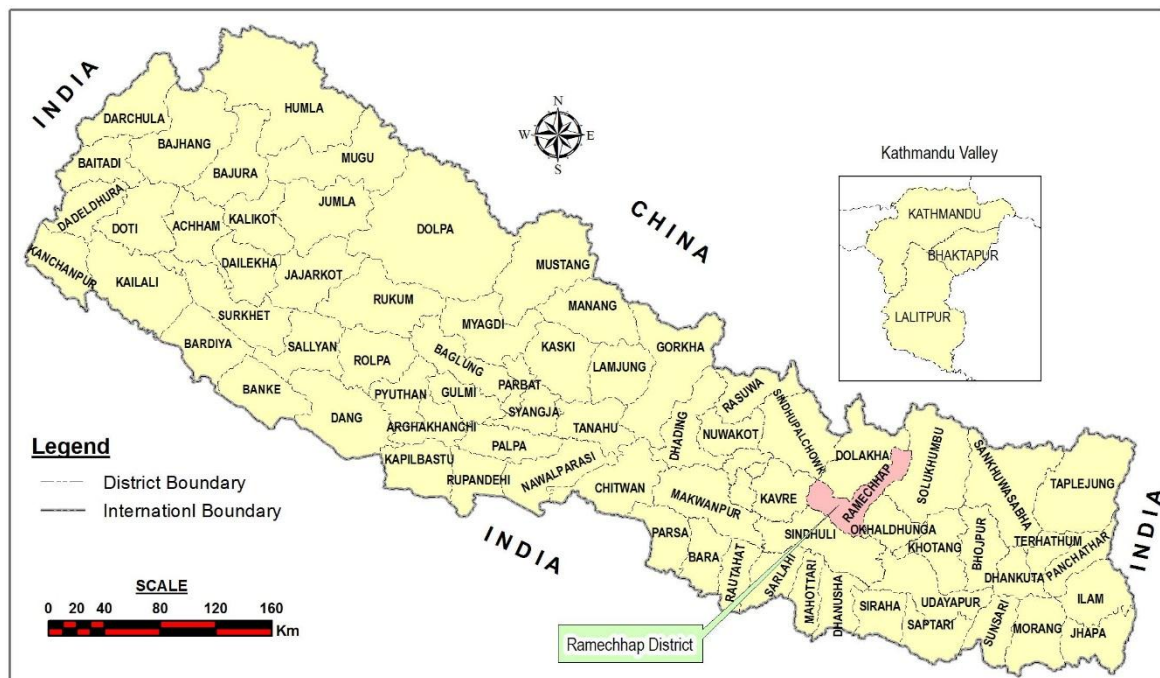 INDIA
CHINA
INDIA
INDIA
N
W
E
S
DARCHULA
HUMLA
BAJHANG
BAITADI
BAJURA
MUGU
DADELDHURA
DOTI
ACHHAM
KALIKOT
JUMLA
DOLPA
KANCHANPUR
KAILALI
DAILEKHA
JAJARKOT
MUSTANG
SURKHET
RUKUM
MANANG
MYAGDI
BARDIYA
SALLYAN
ROLPA
BAGLUNG
KASKI
LAMJUNG
GORKHA
BANKE
PYUTHAN
GULMI
PARBAT
DANG
SYANGJA
ARGHAKHANCHI
TANAHU
PALPA
KAPILBASTU
RUPANDEHI
NAWALPARASI
CHITWAN
DHADING
RASUWA
NUWAKOT
SINDHUPALCHOWK
DOLAKHA
RAMECHHAP
SOLUKHUMBU
SANKHUWASABHA
TAPLEJUNG
MAKWANPUR
KAVRE
SINDHULI
OKHALDHUNGA
KHOTANG
BHOJPUR
TERHATHUM
PANCHATHAR
PARSA
BARA
RAUTAHAT
SARLAHI
MAHOTTARI
DHANUSHA
SIRAHA
UDAYAPUR
SAPTARI
DHANKUTA
SUNSARI
MORANG
ILAM
JHAPA
Kathmandu Valley
KATHMANDU
BHAKTAPUR
LALITPUR
Legend
District Boundary
Internationl Boundary
SCALE
0 20 40 80 120 160
Km
Ramechhap District